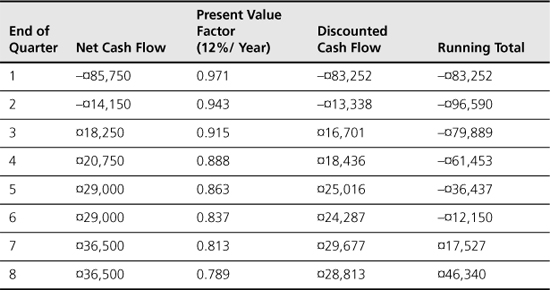 End of Quarter Net Cash Flow Present Value Factor (12%/ Year) Discounted Cash Flow Running Total
1 –¤85,750 0.971 –¤83,252 –¤83,252
2 –¤14,150 0.943 –¤13,338 –¤96,590
3 ¤18,250 0.915 ¤16,701 –¤79,889
4 ¤20,750 0.888 ¤18,436 –¤61,453
5 ¤29,000 0.863 ¤25,016 –¤36,437
6 ¤29,000 0.837 ¤24,287 –¤12,150
7 ¤36,500 0.813 ¤29,677 ¤17,527
8 ¤36,500 0.789 ¤28,813 ¤46,340